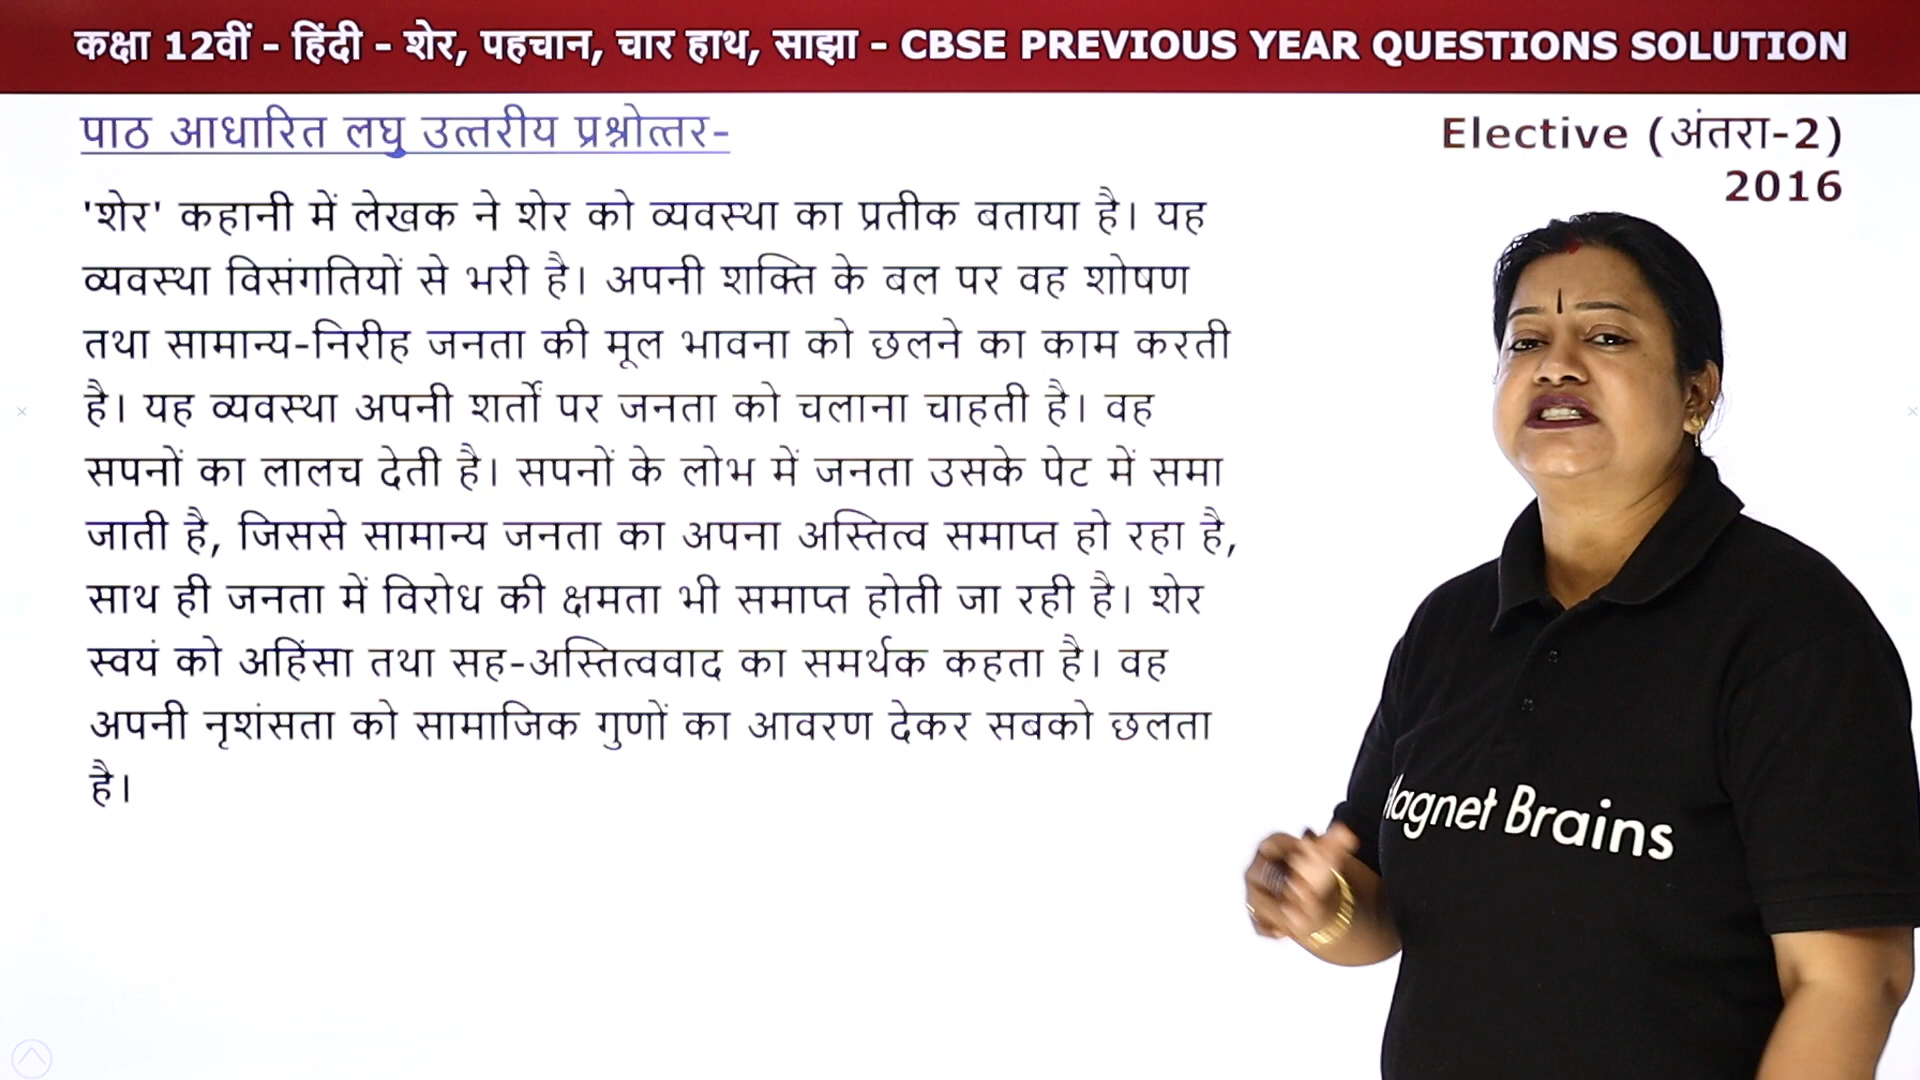 कक्षा 12वीं - हिंदी - शेर, पहचान, चार हाथ, साझा - CBSE PREVIOUS YEAR QUESTIONS SOLUTION
पाठ आधारित लघु उत्तरीय प्रश्नोत्तर-
Elective (अंतरा-2)
2016
'शेर' कहानी में लेखक ने शेर को व्यवस्था का प्रतीक बताया है। यह
व्यवस्था विसंगतियों से भरी है। अपनी शक्ति के बल पर वह शोषण
तथा सामान्य-निरीह जनता की मूल भावना को छलने का काम करती
है। यह व्यवस्था अपनी शर्तों पर जनता को चलाना चाहती है। वह
सपनों का लालच देती है। सपनों के लोभ में जनता उसके पेट में समा
जाती है, जिससे सामान्य जनता का अपना अस्तित्व समाप्त हो रहा है,
साथ ही जनता में विरोध की क्षमता भी समाप्त होती जा रही है। शेर
स्वयं को अहिंसा तथा सह-अस्तित्ववाद का समर्थक कहता है। वह
अपनी नृशंसता को सामाजिक गुणों का आवरण देकर सबको छलता
है।
Magnet Brains